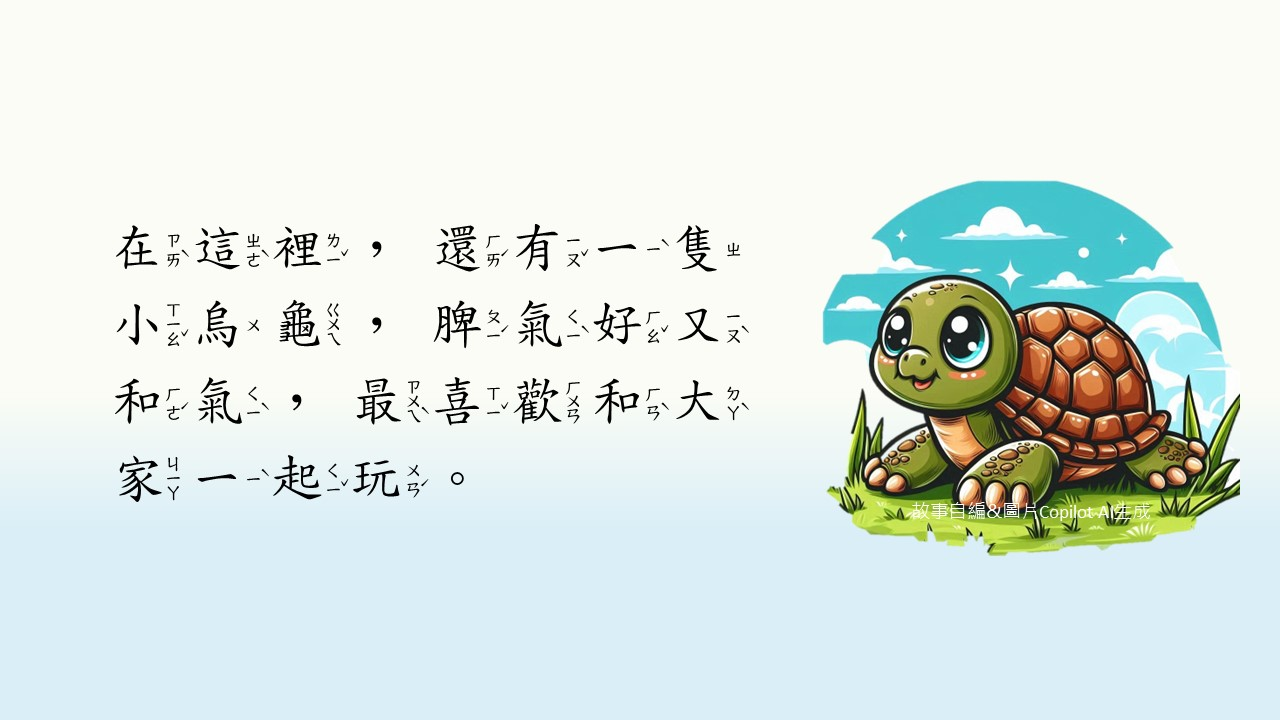 在這裡，還有一隻
小烏龜，脾氣好又
和氣，最喜歡和大
家一起玩。
故事自編&圖片Copilot AI生成